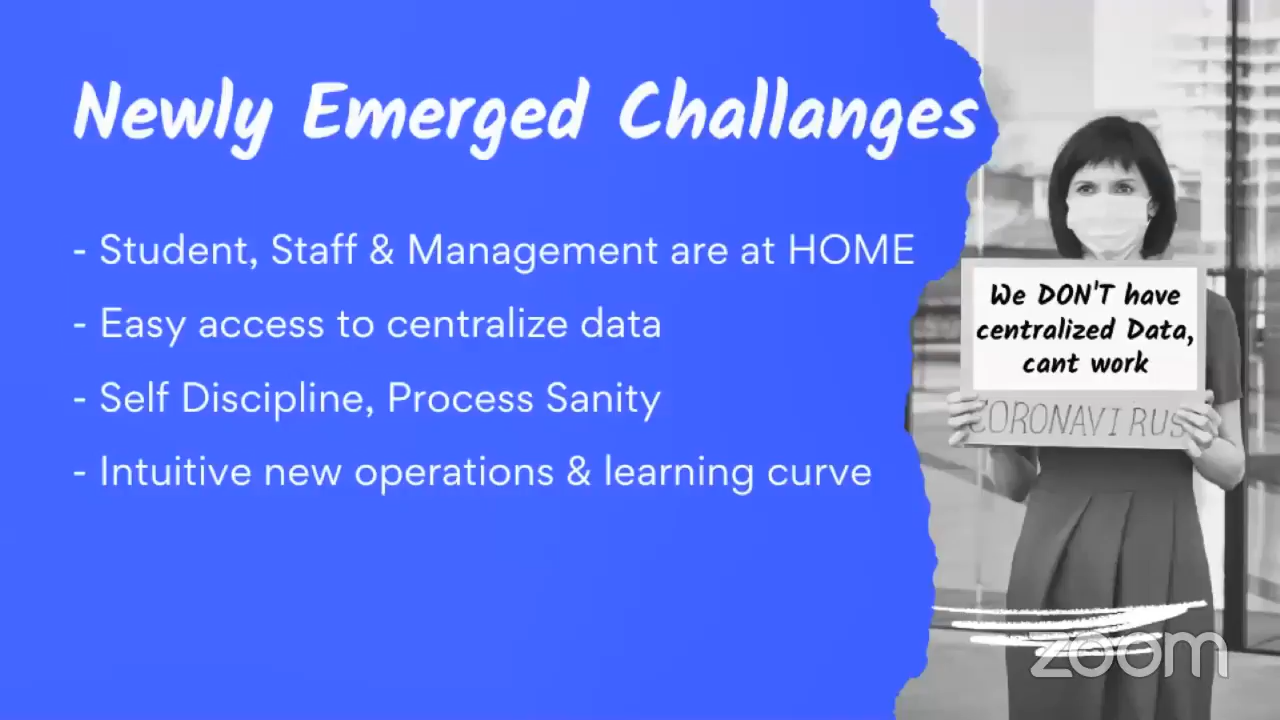 Newly Emerged Challanges
- Student, Staff & Management are at HOME
- Easy access to centralize data
- Self Discipline, Process Sanity
- Intuitive new operations & learning curve
We DON'T have
centralized Data,
cant work
CORONAVIRUS
zoom